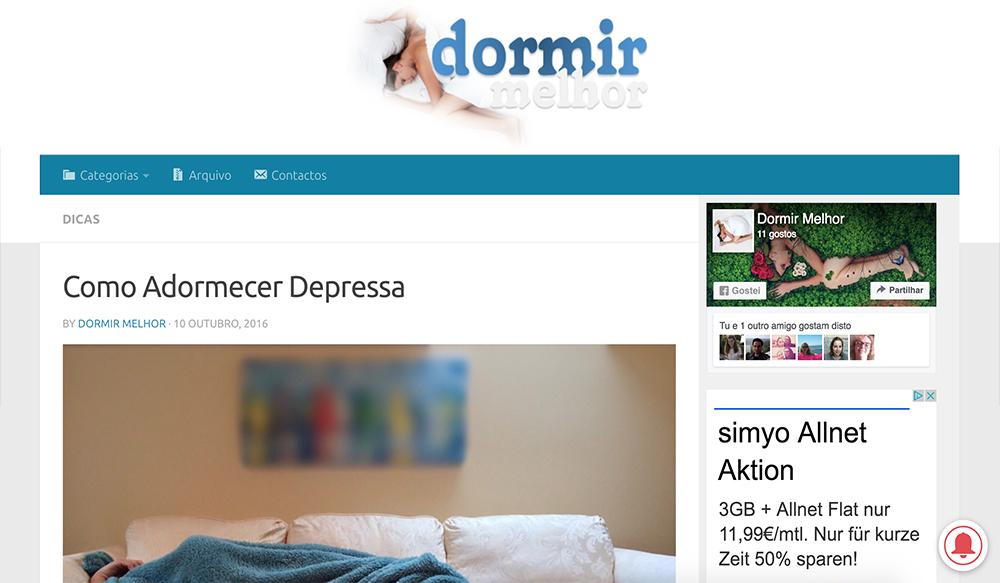 dormir
melhor
Categorias
Arquivo
Contactos
DICAS
Como Adormecer Depressa
BY DORMIR MELHOR · 10 OUTUBRO, 2016
Dormir Melhor
11 gostos
Gostei
Partilhar
Tu e 1 outro amigo gostam disto
simyo Allnet
Aktion
3GB + Allnet Flat nur
11,99€/mtl. Nur für kurze
Zeit 50% sparen!